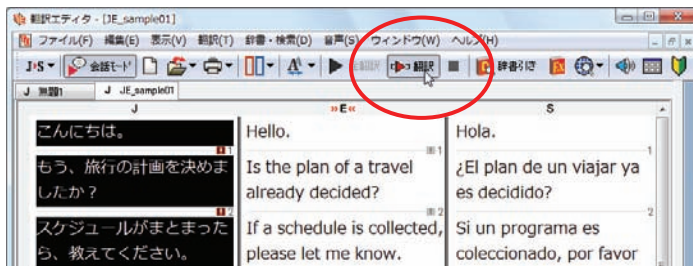 翻訳エディタ - [JE_sample01]
ファイル(F) 編集(E) 表示(V) 翻訳(T) 辞書・検索(D) 音声(S) ウィンドウ(W) ヘルプ(H)
J›S 会話モード 翻訳 辞書引き
J 無題1 J JE_sample01
J »E« S
こんにちは。
Hello.
Hola.
1 1 1
もう、旅行の計画を決めま
したか？
Is the plan of a travel
already decided?
¿El plan de un viajar ya
es decidido?
2 2 2
スケジュールがまとまった
ら、教えてください。
If a schedule is collected,
please let me know.
Si un programa es
coleccionado, por favor